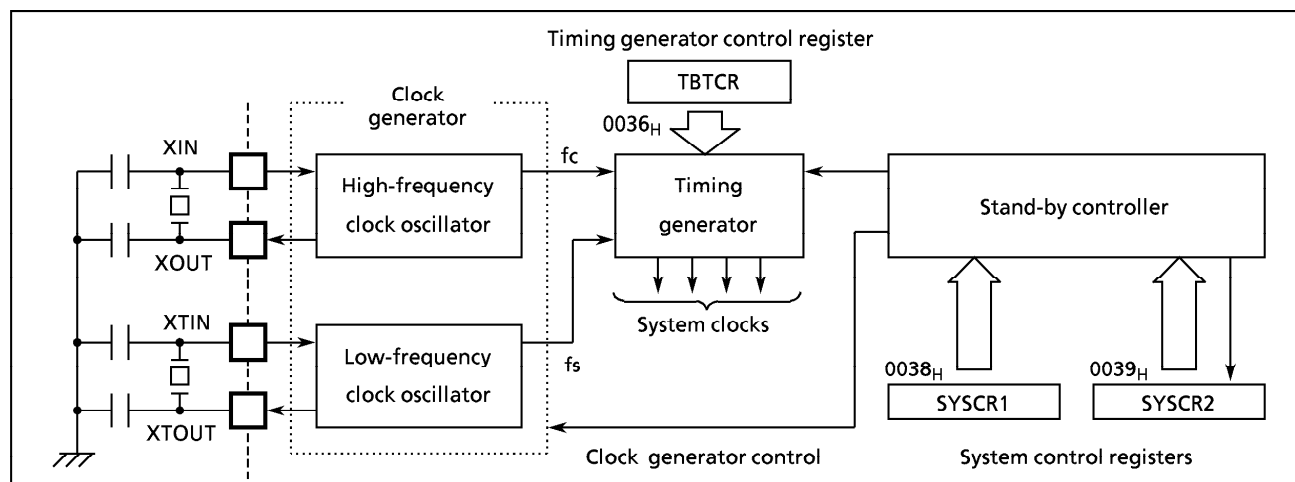 Timing generator control register
TBTCR
Clock
generator
0036H
XIN
fc
High-frequency
clock oscillator
Timing
generator
Stand-by controller
XOUT
System clocks
XTIN
Low-frequency
clock oscillator
fs
0038H
0039H
SYSCR1
SYSCR2
XTOUT
Clock generator control
System control registers